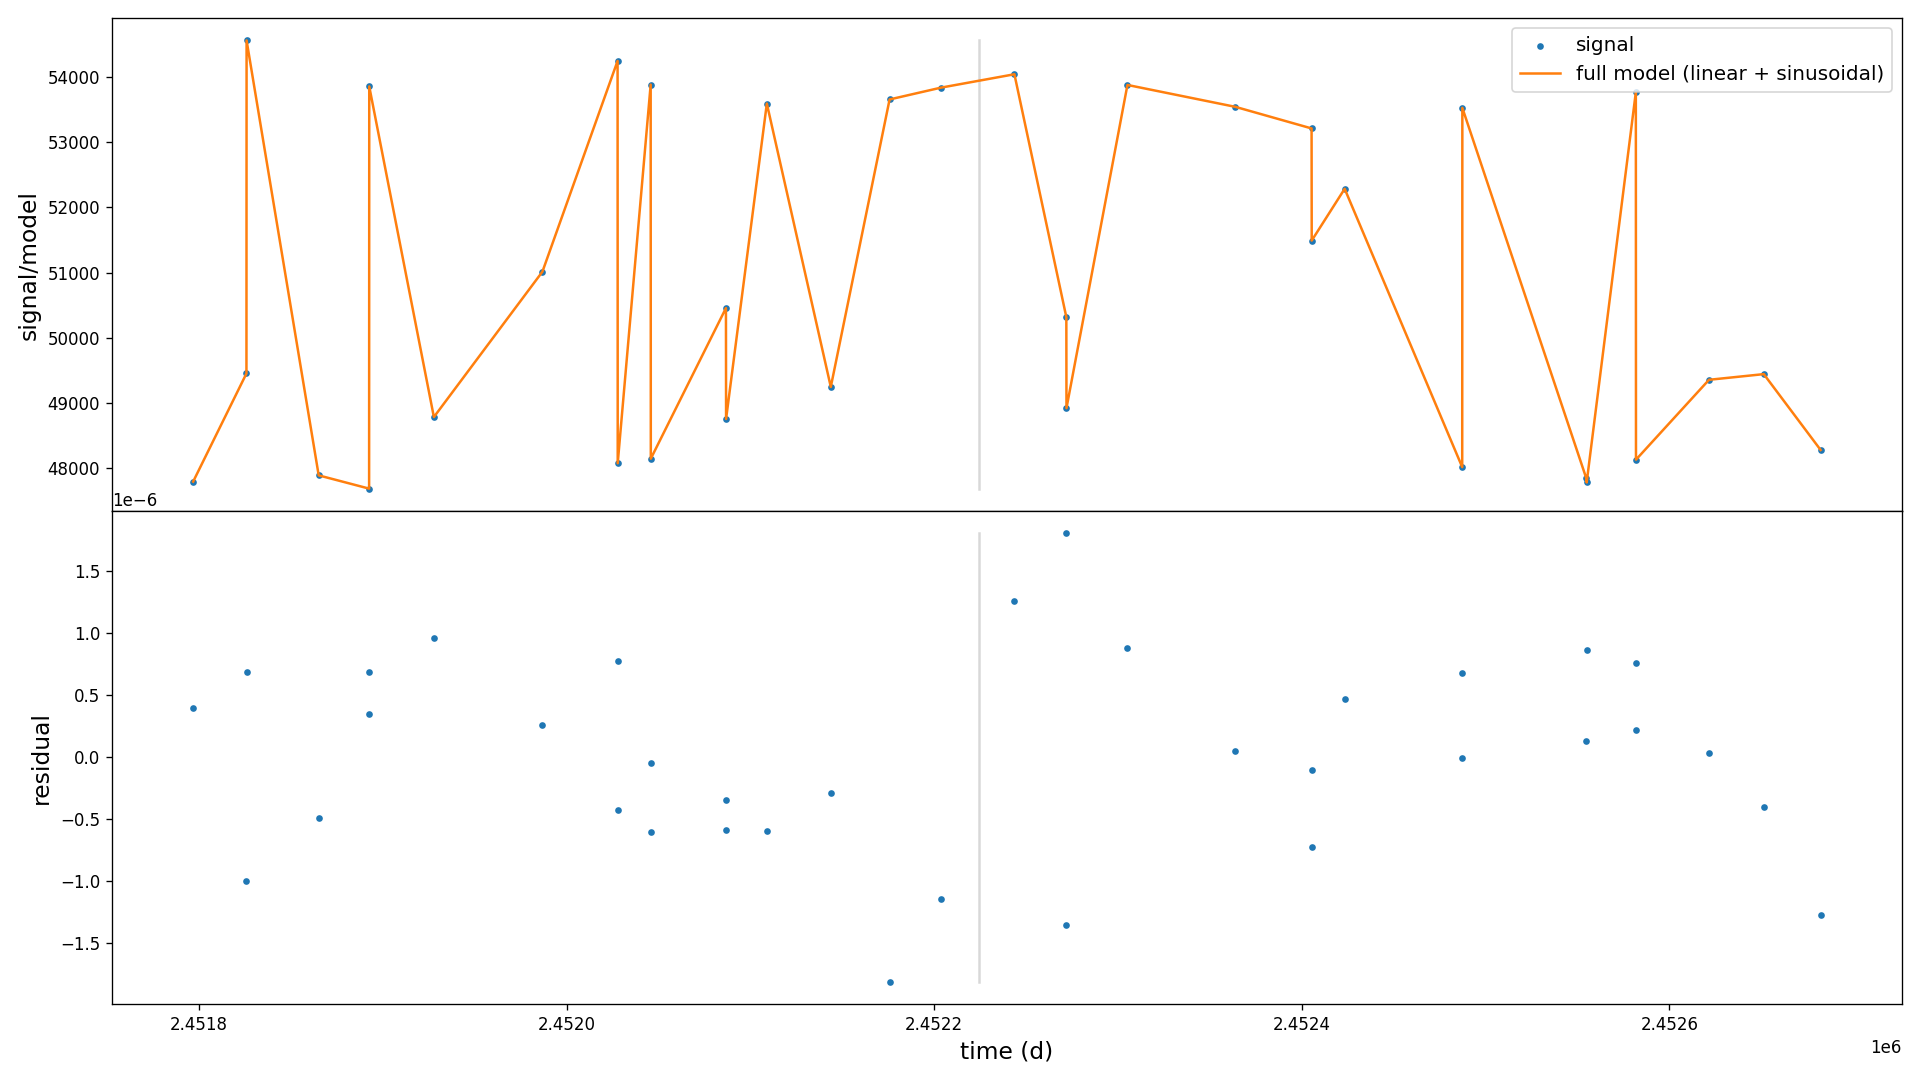 signal
full model (linear + sinusoidal)
54000
53000
52000
51000
50000
49000
48000
signal/model
1e−6
1.5
1.0
0.5
0.0
−0.5
−1.0
−1.5
residual
2.4518
2.4520
2.4522
2.4524
2.4526
1e6
time (d)